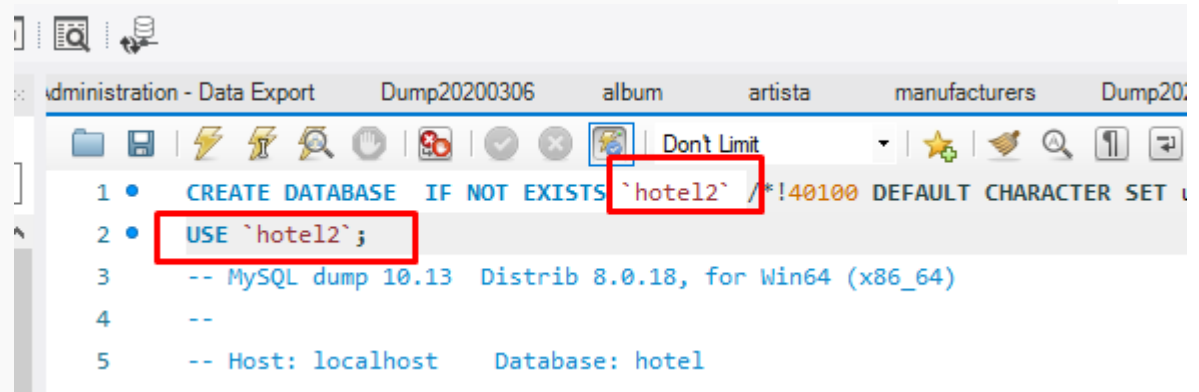 Administration - Data Export Dump20200306 album artista manufacturers Dump202
Don't Limit
1 CREATE DATABASE IF NOT EXISTS `hotel2` /*!40100 DEFAULT CHARACTER SET u
2 USE `hotel2`;
3 -- MySQL dump 10.13 Distrib 8.0.18, for Win64 (x86_64)
4 --
5 -- Host: localhost Database: hotel